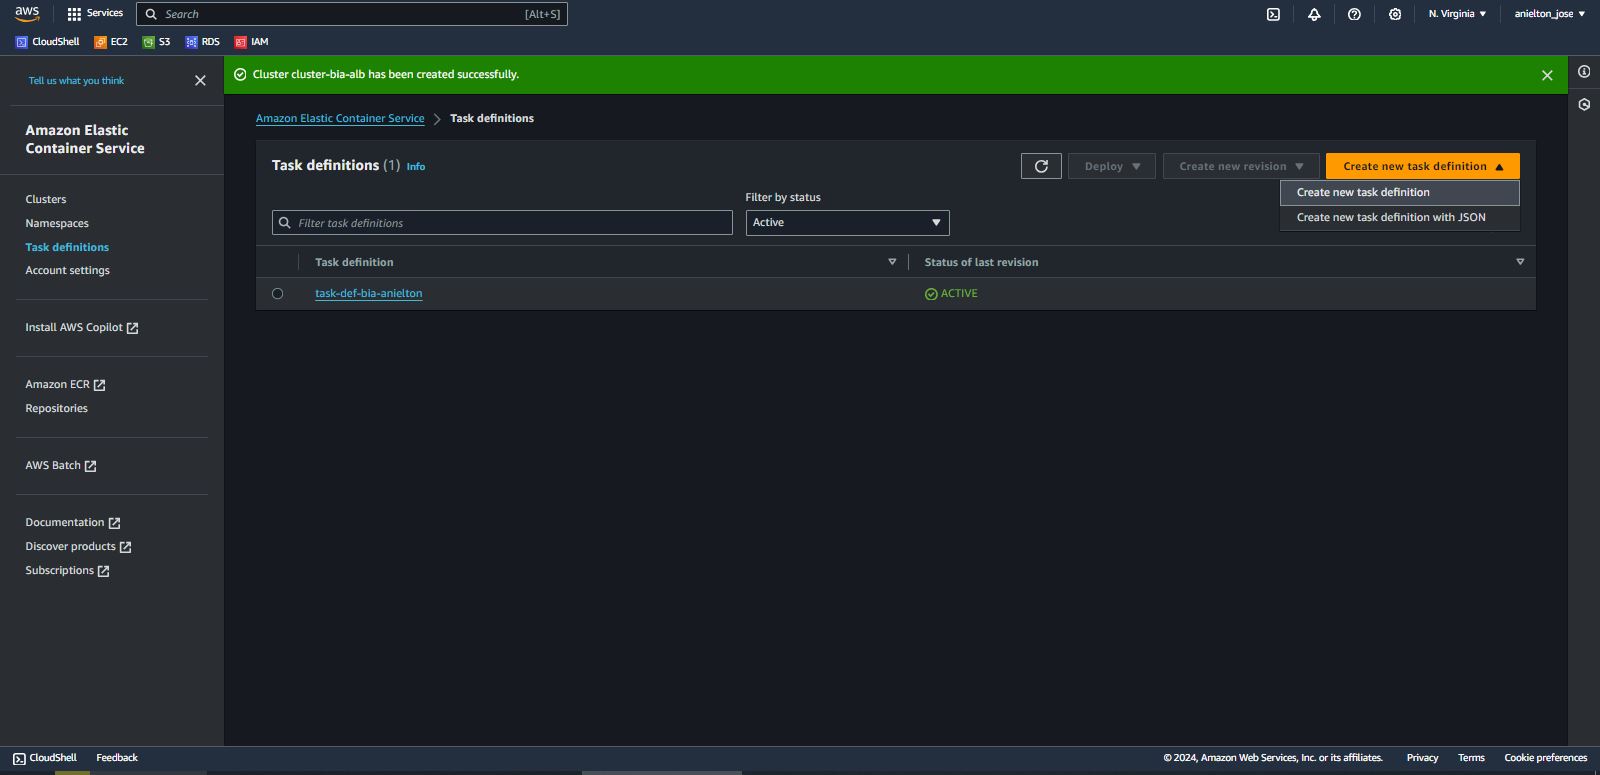 aws
Services
Search
[Alt+S]
N. Virginia
anielton_jose
CloudShell
EC2
S3
RDS
IAM
Tell us what you think
Cluster cluster-bia-alb has been created successfully.
Amazon Elastic Container Service
Task definitions
Amazon Elastic
Container Service
Clusters
Namespaces
Task definitions
Account settings
Install AWS Copilot
Amazon ECR
Repositories
AWS Batch
Documentation
Discover products
Subscriptions
Task definitions (1) Info
Deploy
Create new revision
Create new task definition
Create new task definition
Create new task definition with JSON
Filter by status
Filter task definitions
Active
Task definition
Status of last revision
task-def-bia-anielton
ACTIVE
CloudShell
Feedback
© 2024, Amazon Web Services, Inc. or its affiliates.
Privacy
Terms
Cookie preferences